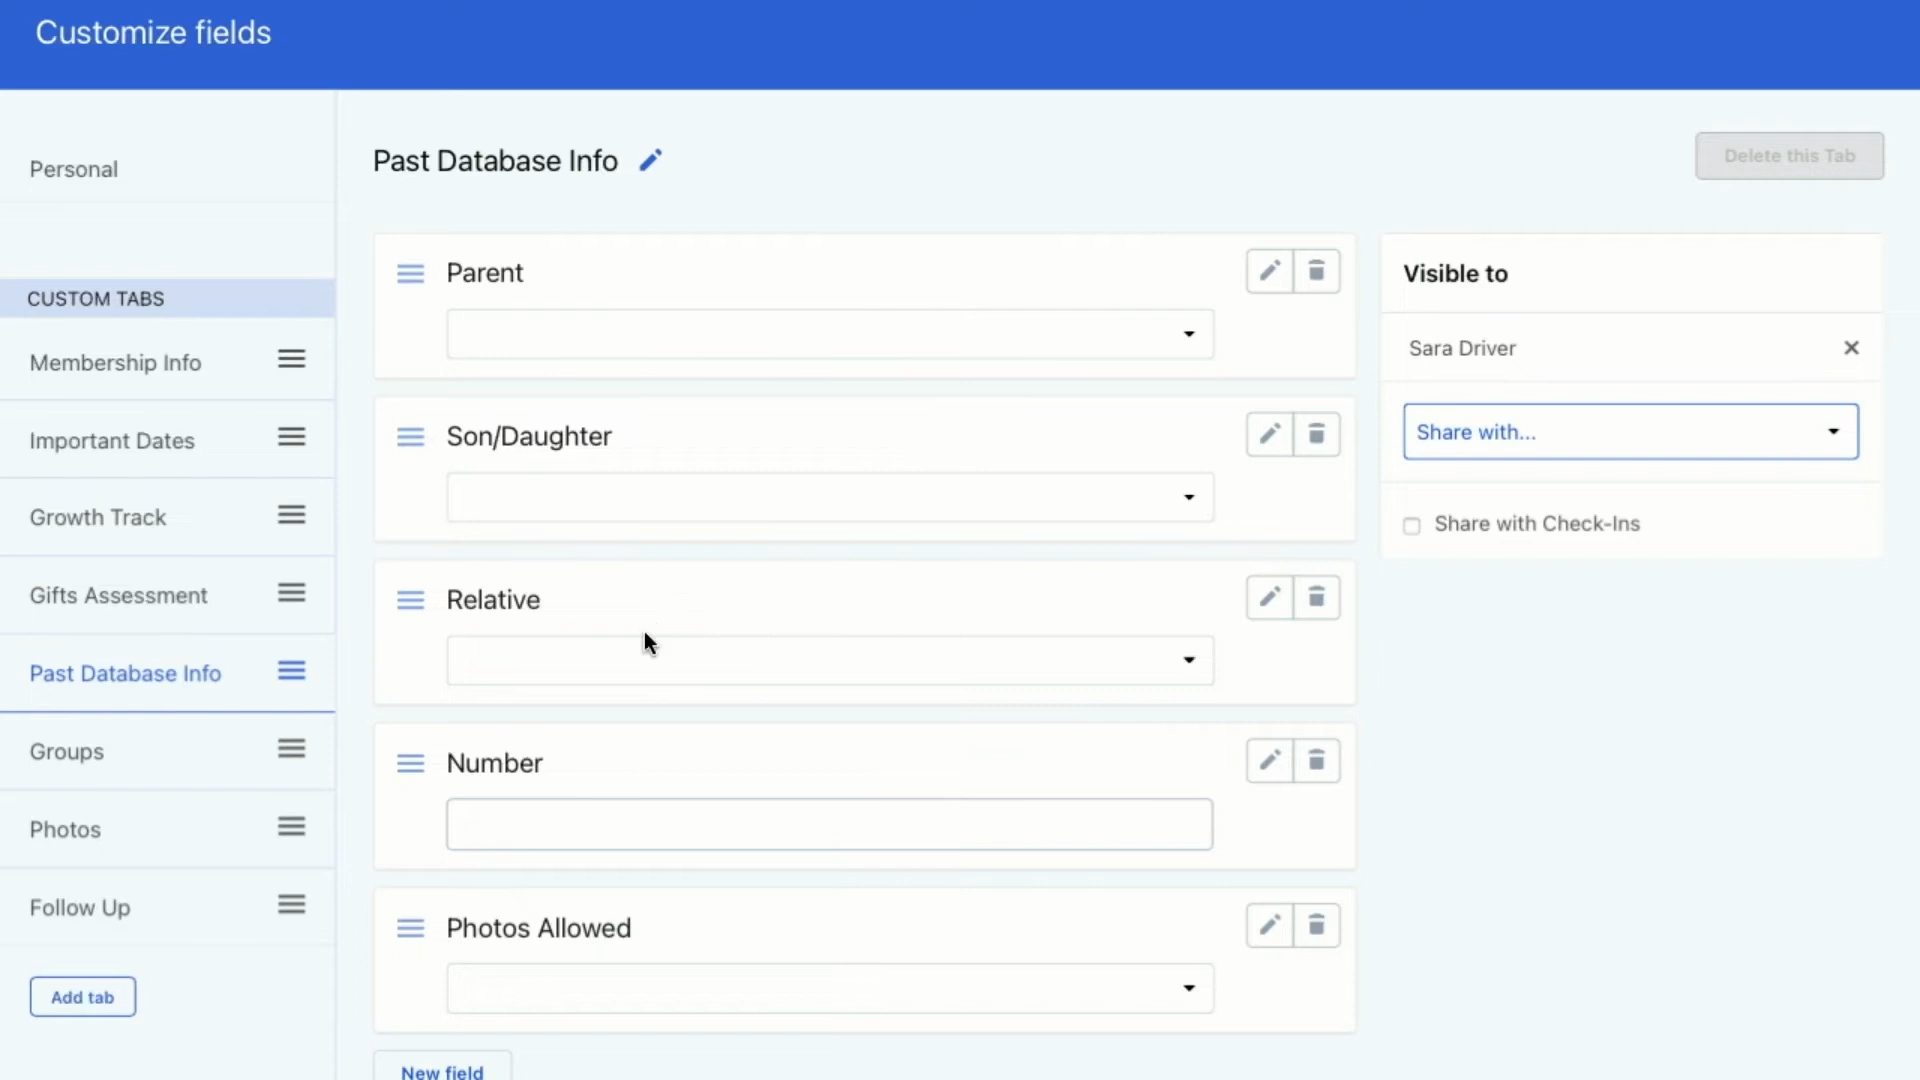 Customize fields
Personal
CUSTOM TABS
Membership Info
Important Dates
Growth Track
Gifts Assessment
Past Database Info
Groups
Photos
Follow Up
Add tab
Past Database Info
Delete this Tab
Parent
Son/Daughter
Relative
Number
Photos Allowed
New field
Visible to
Sara Driver
Share with...
Share with Check-Ins